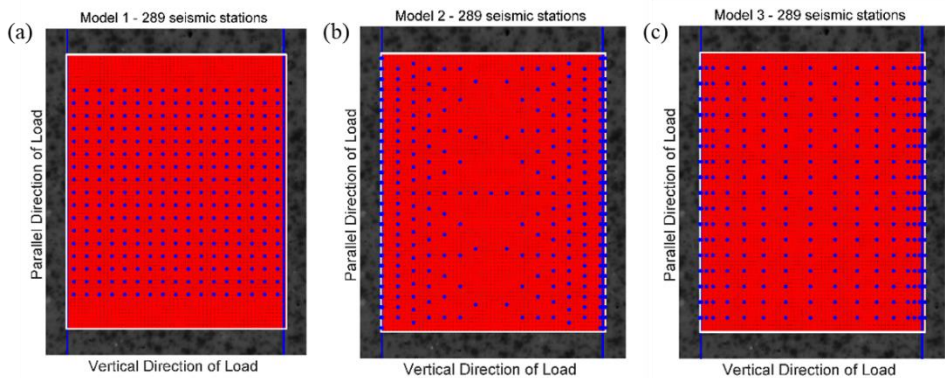 Model 1 - 289 seismic stations
Model 2 - 289 seismic stations
Model 3 - 289 seismic stations
(a)
(b)
(c)
Parallel Direction of Load
Parallel Direction of Load
Parallel Direction of Load
Vertical Direction of Load
Vertical Direction of Load
Vertical Direction of Load